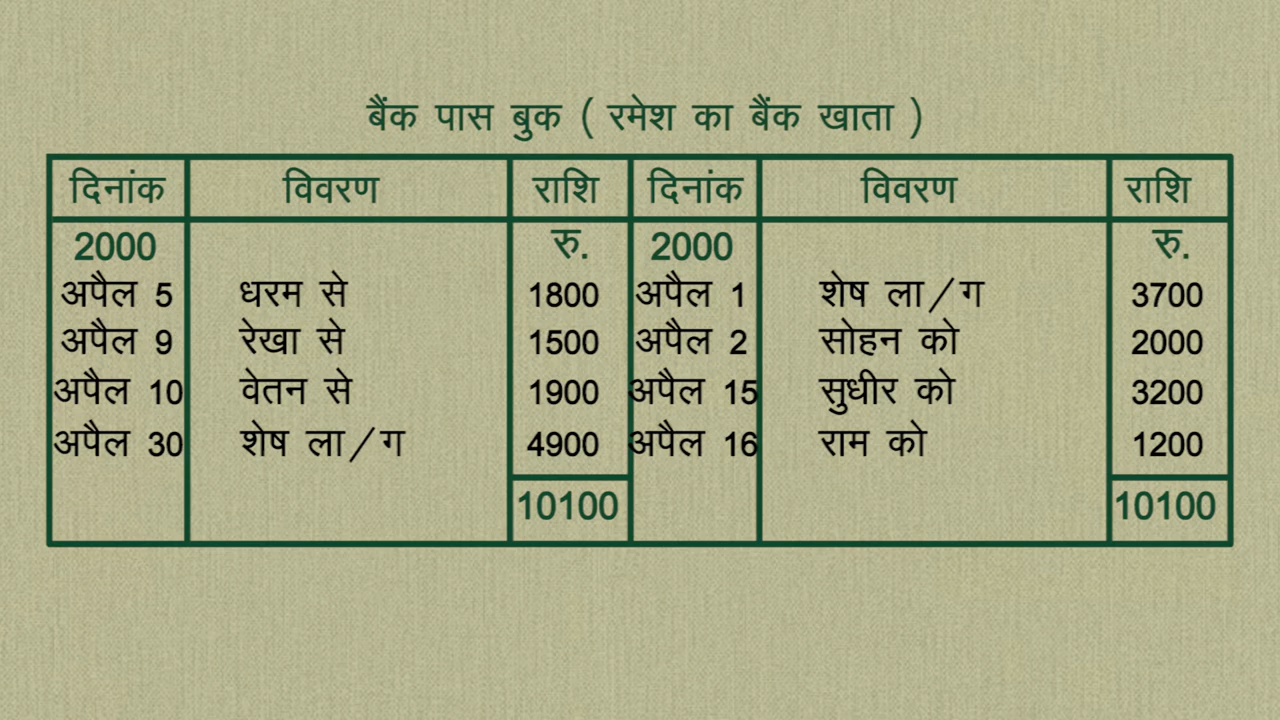 बैंक पास बुक ( रमेश का बैंक खाता )
दिनांक विवरण राशि दिनांक विवरण राशि
2000 रु. 2000 रु.
अपैल 5 धरम से 1800 अपैल 1 शेष ला/ग 3700
अपैल 9 रेखा से 1500 अपैल 2 सोहन को 2000
अपैल 10 वेतन से 1900 अपैल 15 सुधीर को 3200
अपैल 30 शेष ला/ग 4900 अपैल 16 राम को 1200
10100 10100